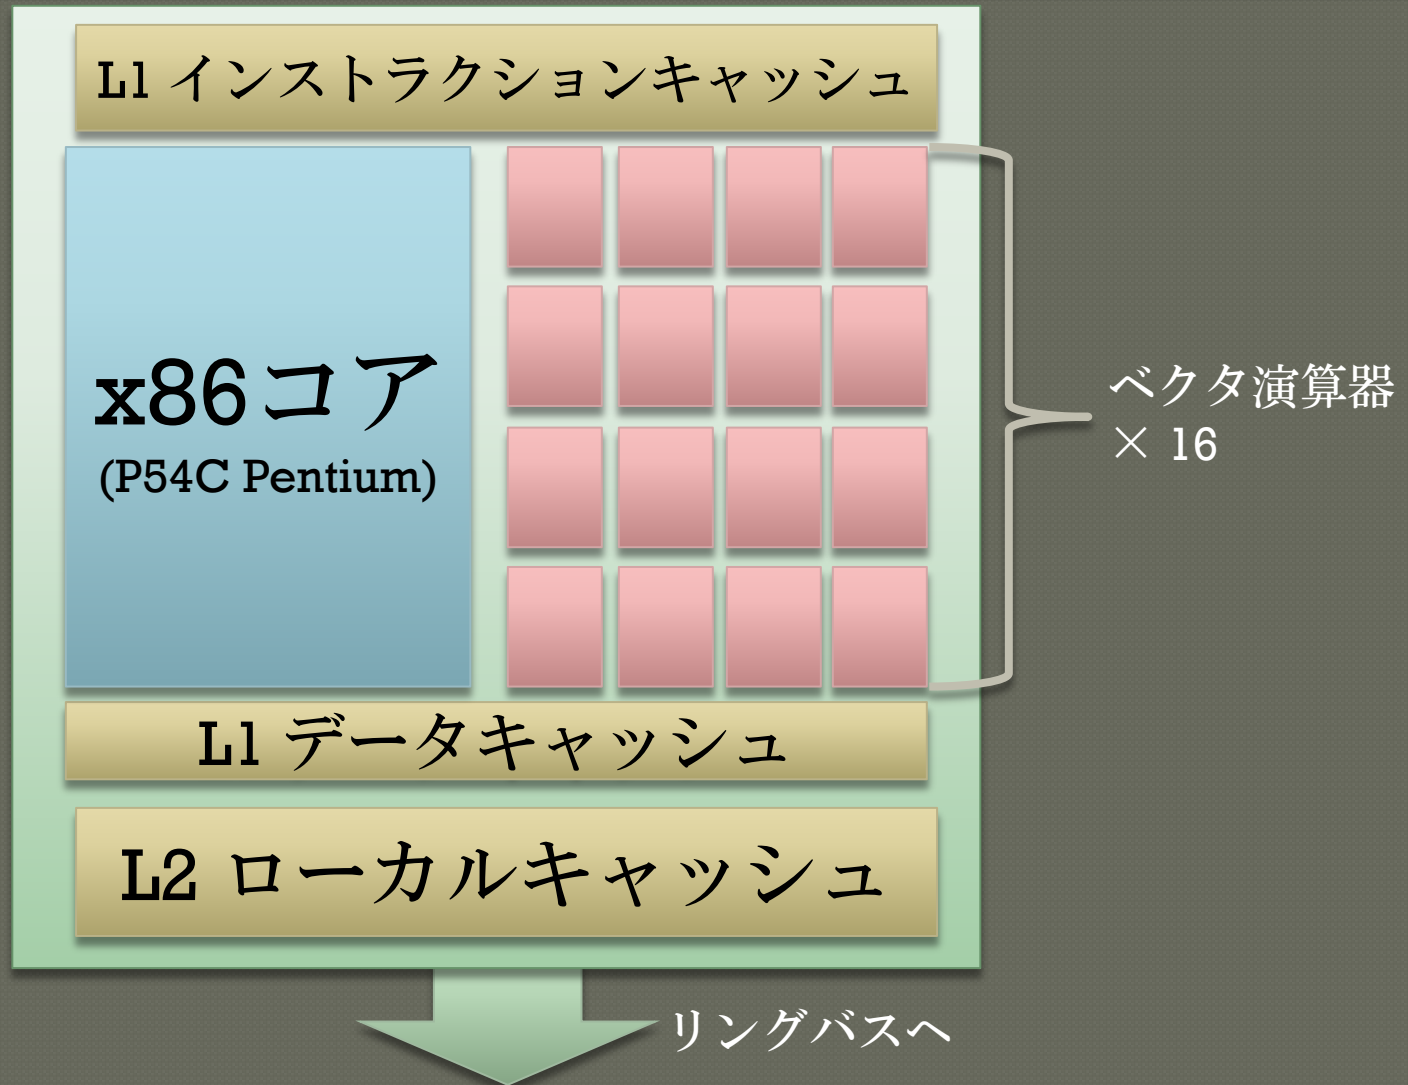 L1 インストラクションキャッシュ
x86コア
(P54C Pentium)
ベクタ演算器
× 16
L1 データキャッシュ
L2 ローカルキャッシュ
リングバスへ